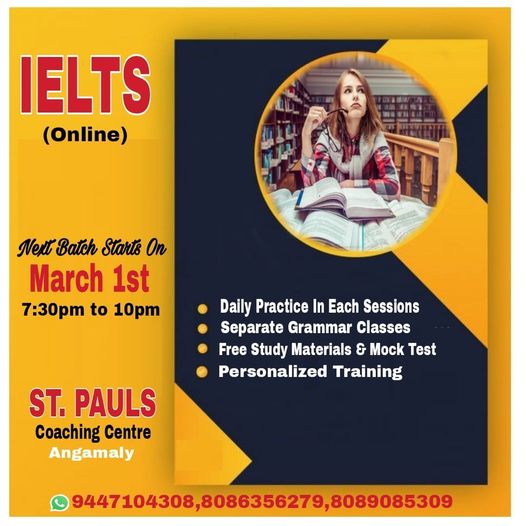 IELTS
(Online)
Next Batch Starts On
March 1st
7:30pm to 10pm
Daily Practice In Each Sessions
Separate Grammar Classes
Free Study Materials & Mock Test
Personalized Training
ST. PAULS
Coaching Centre
Angamaly
9447104308,8086356279,8089085309